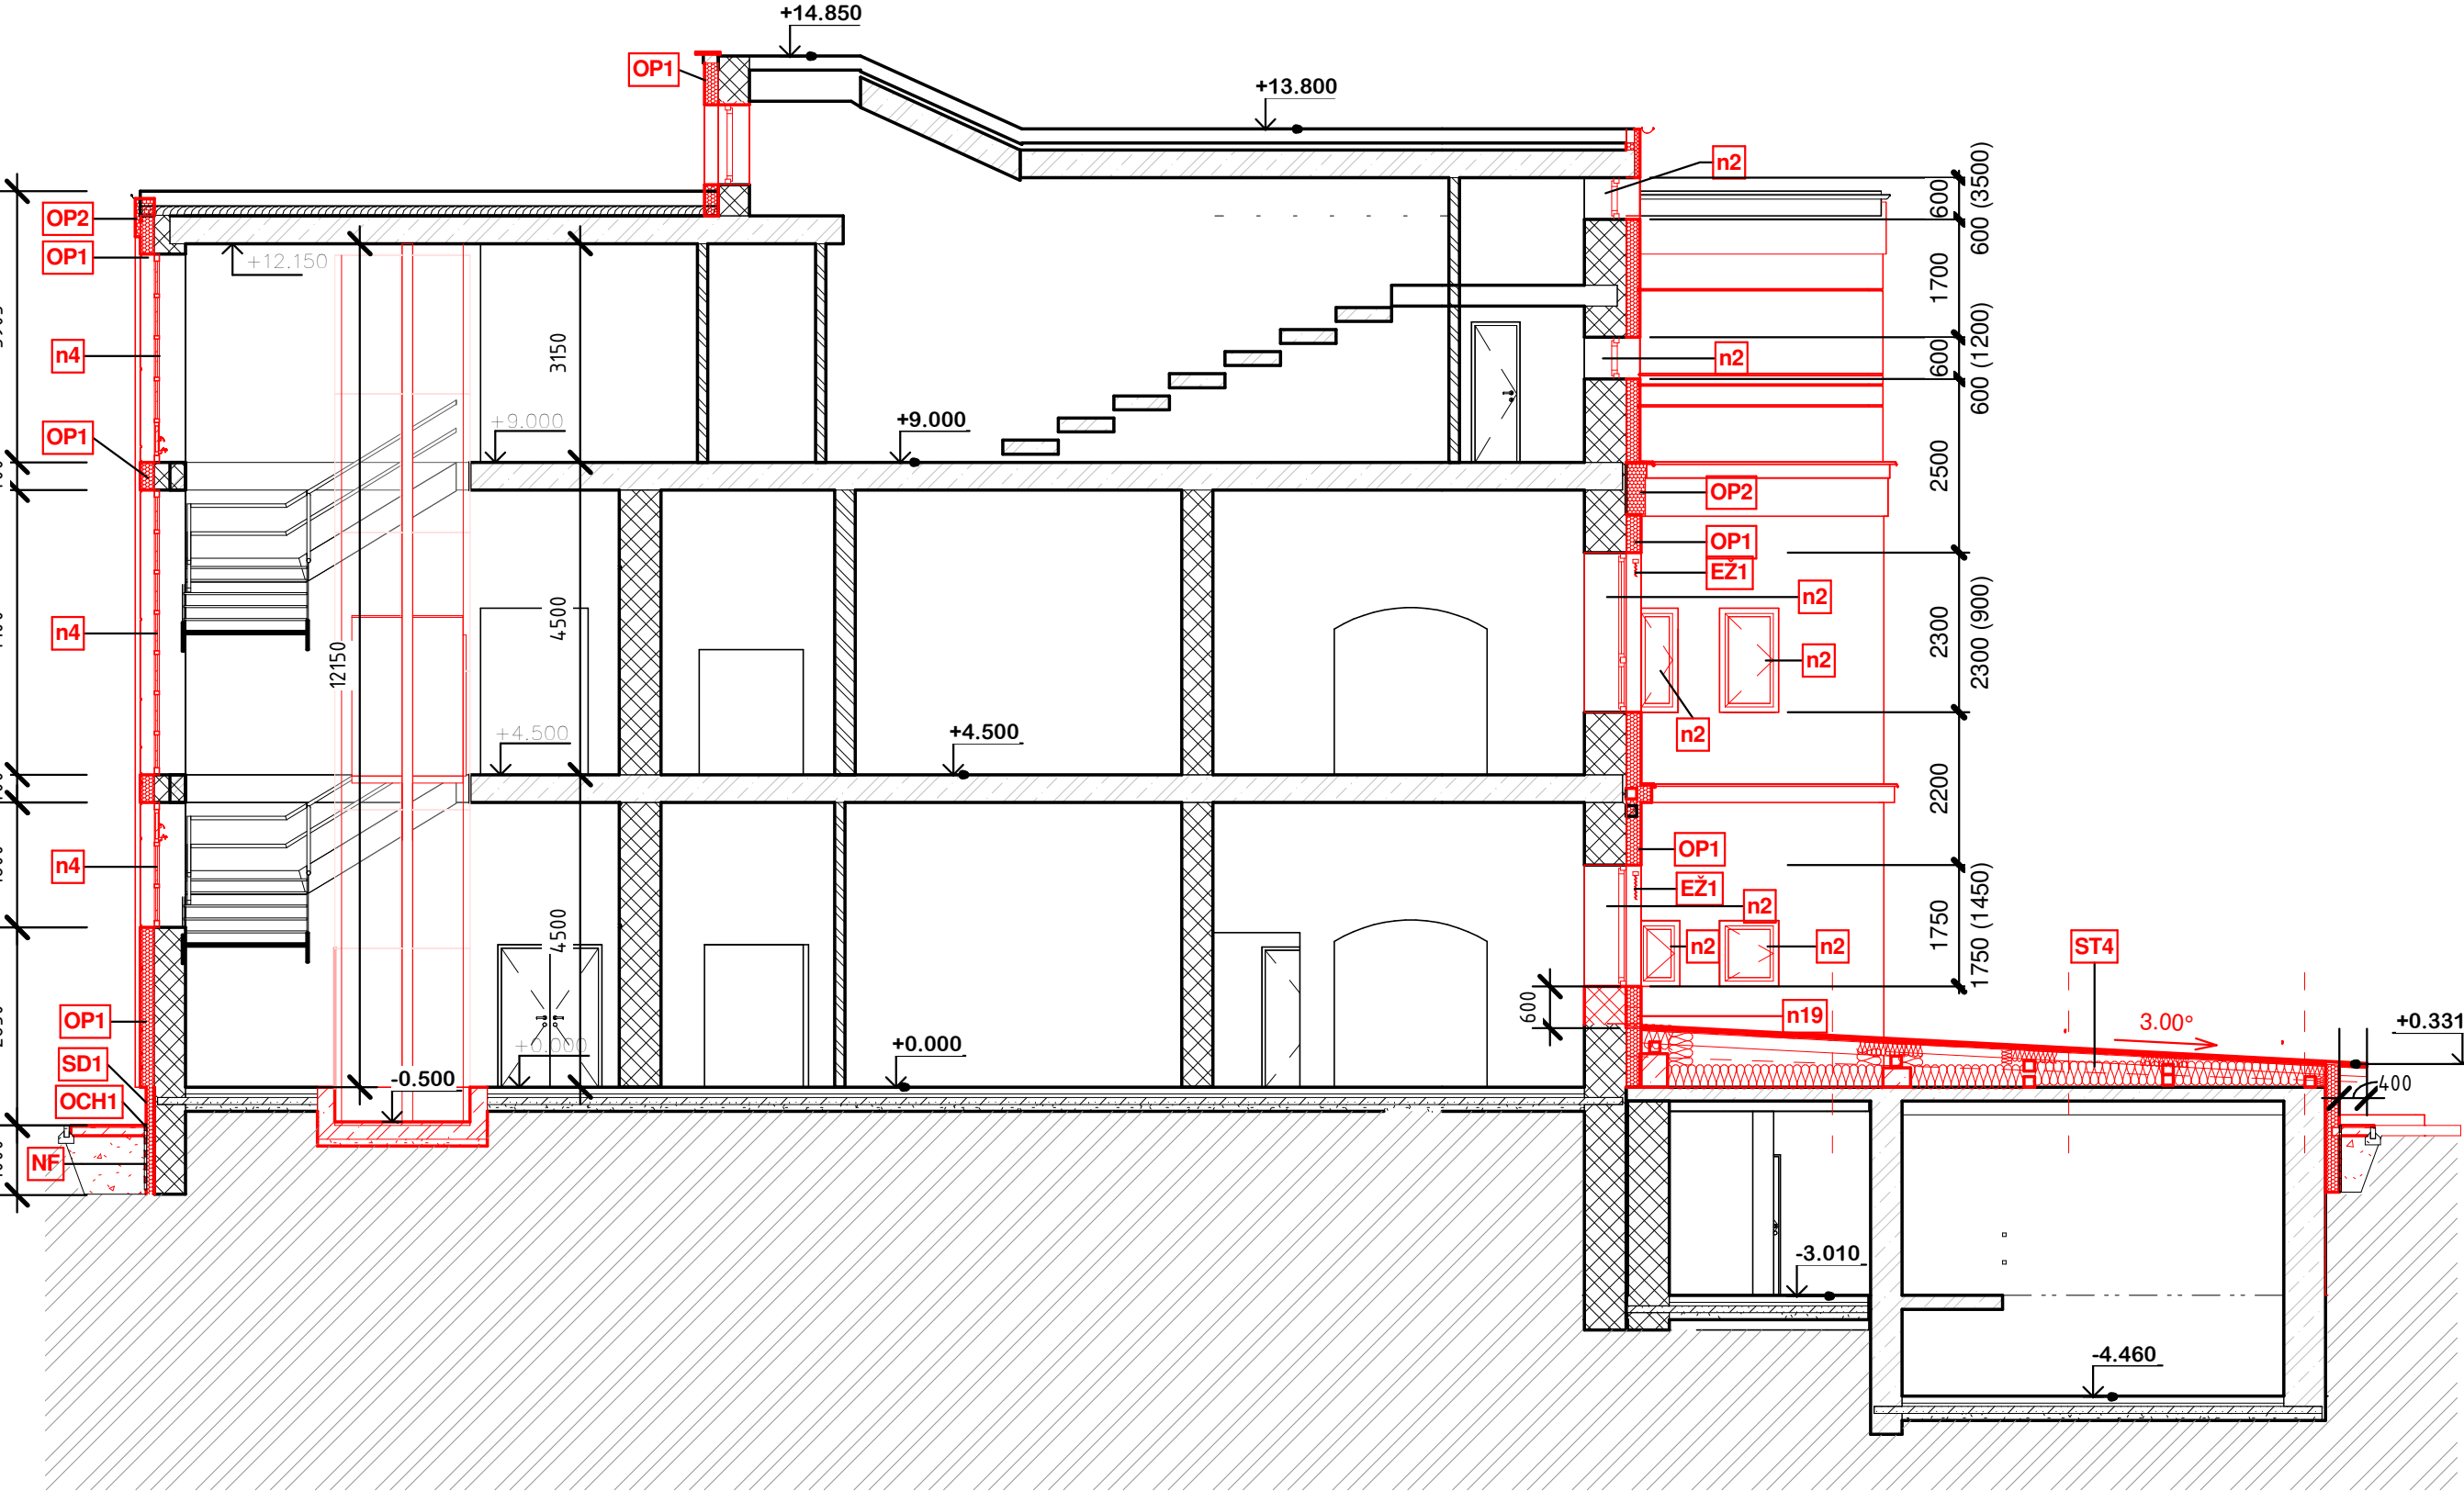 +14.850
OP1
+13.800
n2
600
600 (3500)
OP2
OP1
+12.150
1700
n4
3150
n2
600
600 (1200)
+9.000
+9.000
OP1
2500
OP2
OP1
EŽ1
n2
n4
4500
2300
2300 (900)
n2
12150
+4.500
+4.500
n2
2200
OP1
n4
EŽ1
n2
1750
1750 (1450)
4500
n2
n2
ST4
600
n19
OP1
3.00°
+0.331
+0.000
+0.000
SD1
-0.500
400
OCH1
NF
-3.010
-4.460